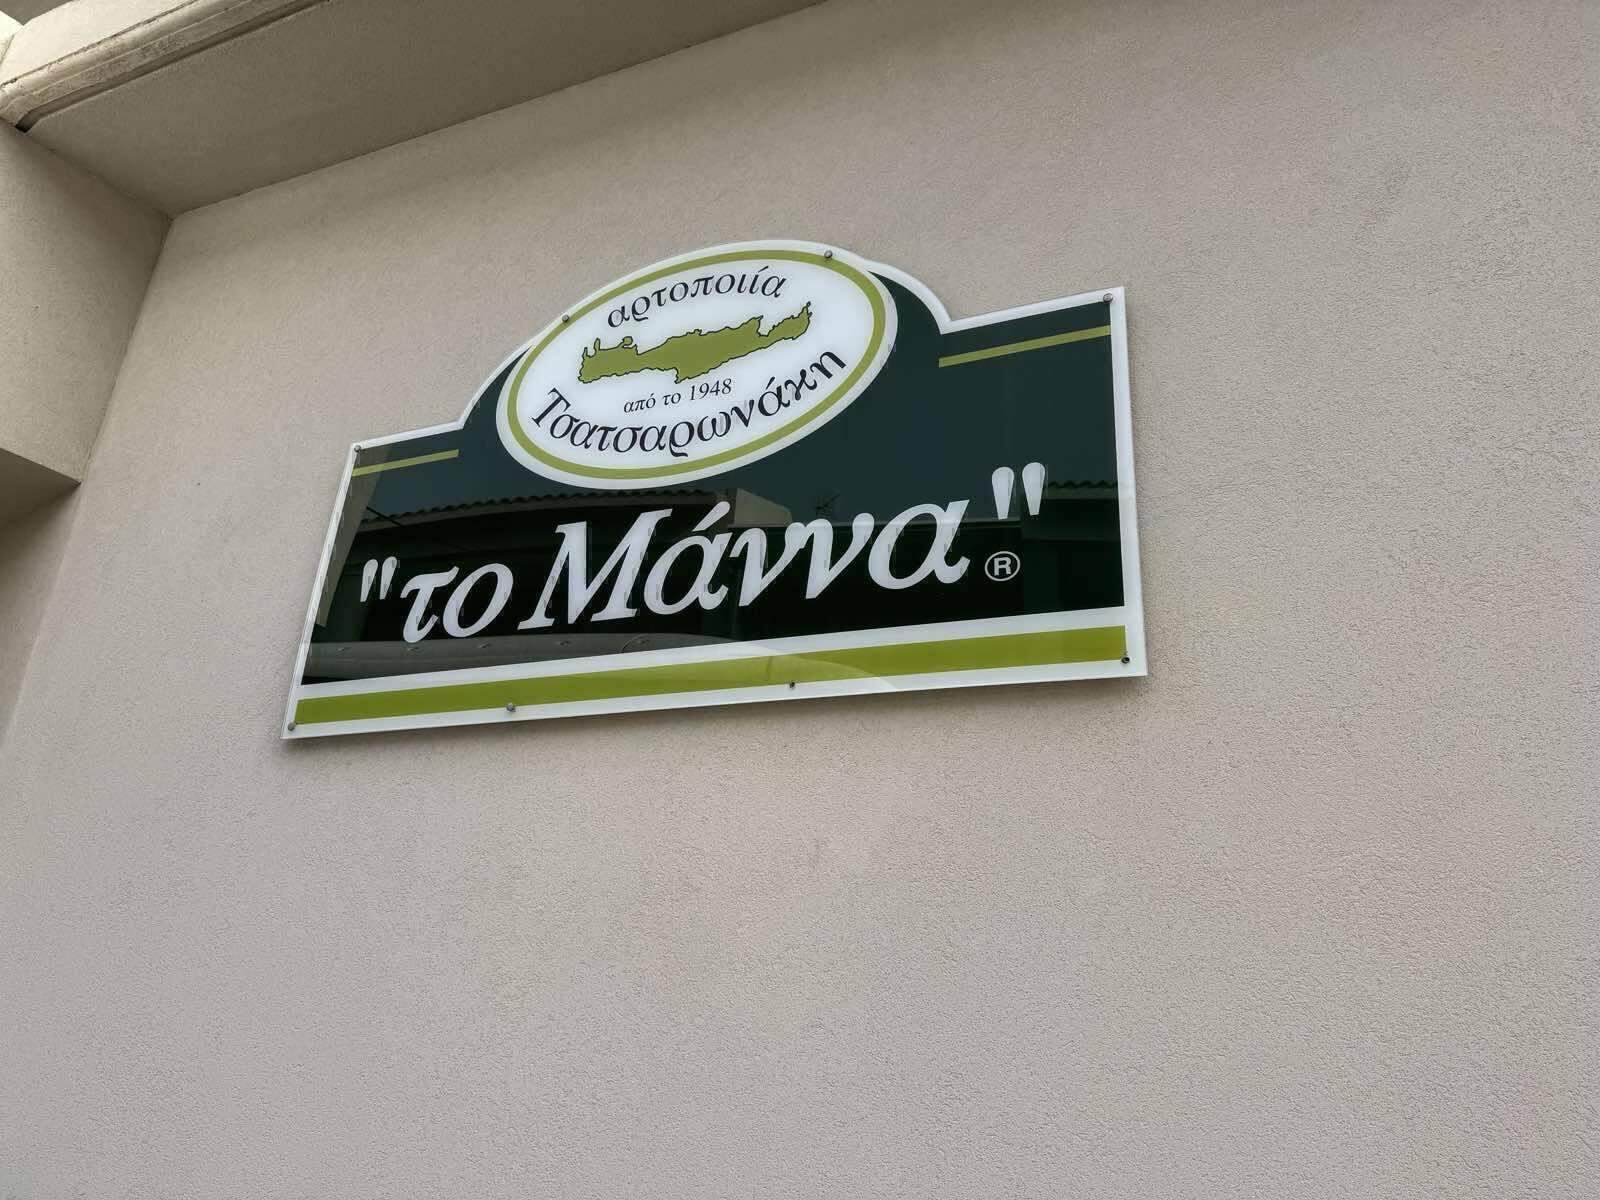 αρτοποιία
από το 1948
Τσατσαρωνάκη
"το Μάννα"®